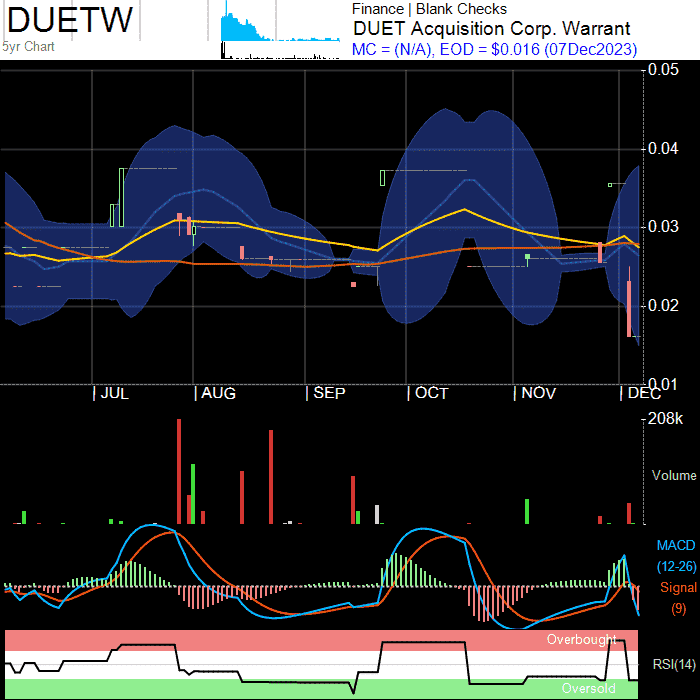 DUETW
5yr Chart
Finance | Blank Checks
DUET Acquisition Corp. Warrant
MC = (N/A), EOD = $0.016 (07Dec2023)
0.05
0.04
0.03
0.02
0.01
JUL AUG SEP OCT NOV DEC
208k
Volume
MACD
(12-26)
Signal
(9)
Overbought
RSI(14)
Oversold